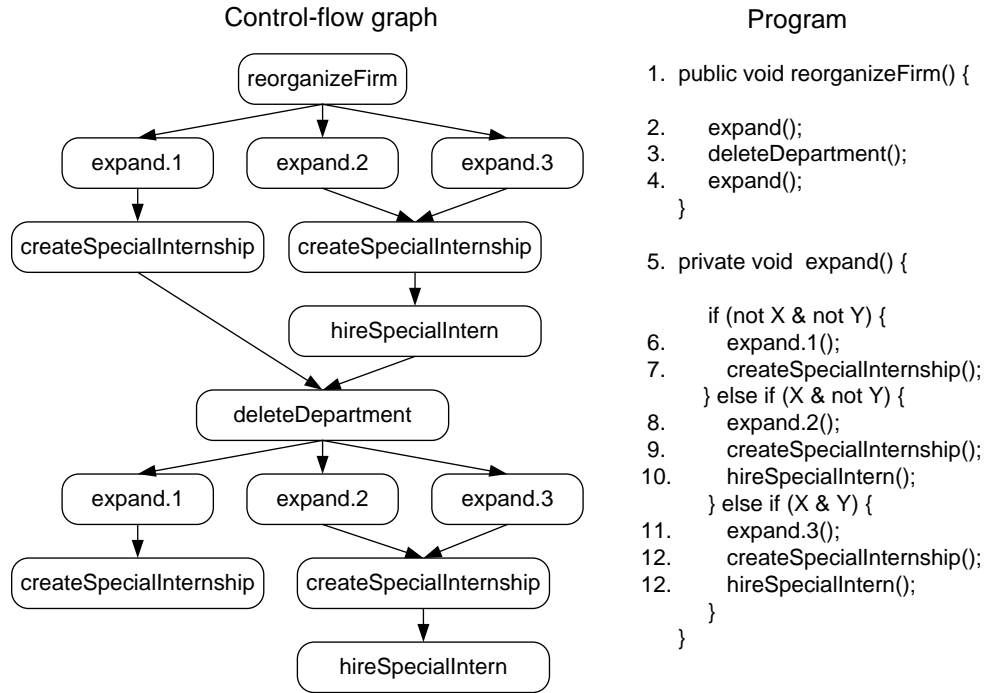 Control-flow graph
reorganizeFirm
expand.1
expand.2
expand.3
createSpecialInternship
createSpecialInternship
hireSpecialIntern
deleteDepartment
expand.1
expand.2
expand.3
createSpecialInternship
createSpecialInternship
hireSpecialIntern
Program
1. public void reorganizeFirm() {
2. expand();
3. deleteDepartment();
4. expand();
}
5. private void expand() {
if (not X & not Y) {
6. expand.1();
7. createSpecialInternship();
} else if (X & not Y) {
8. expand.2();
9. createSpecialInternship();
10. hireSpecialIntern();
} else if (X & Y) {
11. expand.3();
12. createSpecialInternship();
12. hireSpecialIntern();
}
}